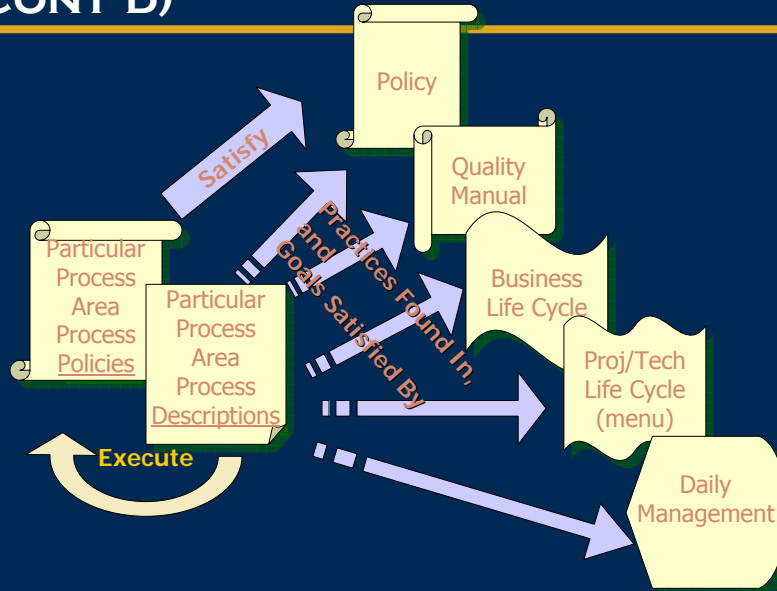 (CONT'D)
Policy
Satisfy
Quality
Manual
Particular
Process
Area
Process
Policies
Particular
Process
Area
Process
Descriptions
Practices Found In,
and
Goals Satisfied By
Business
Life Cycle
Proj/Tech
Life Cycle
(menu)
Execute
Daily
Management